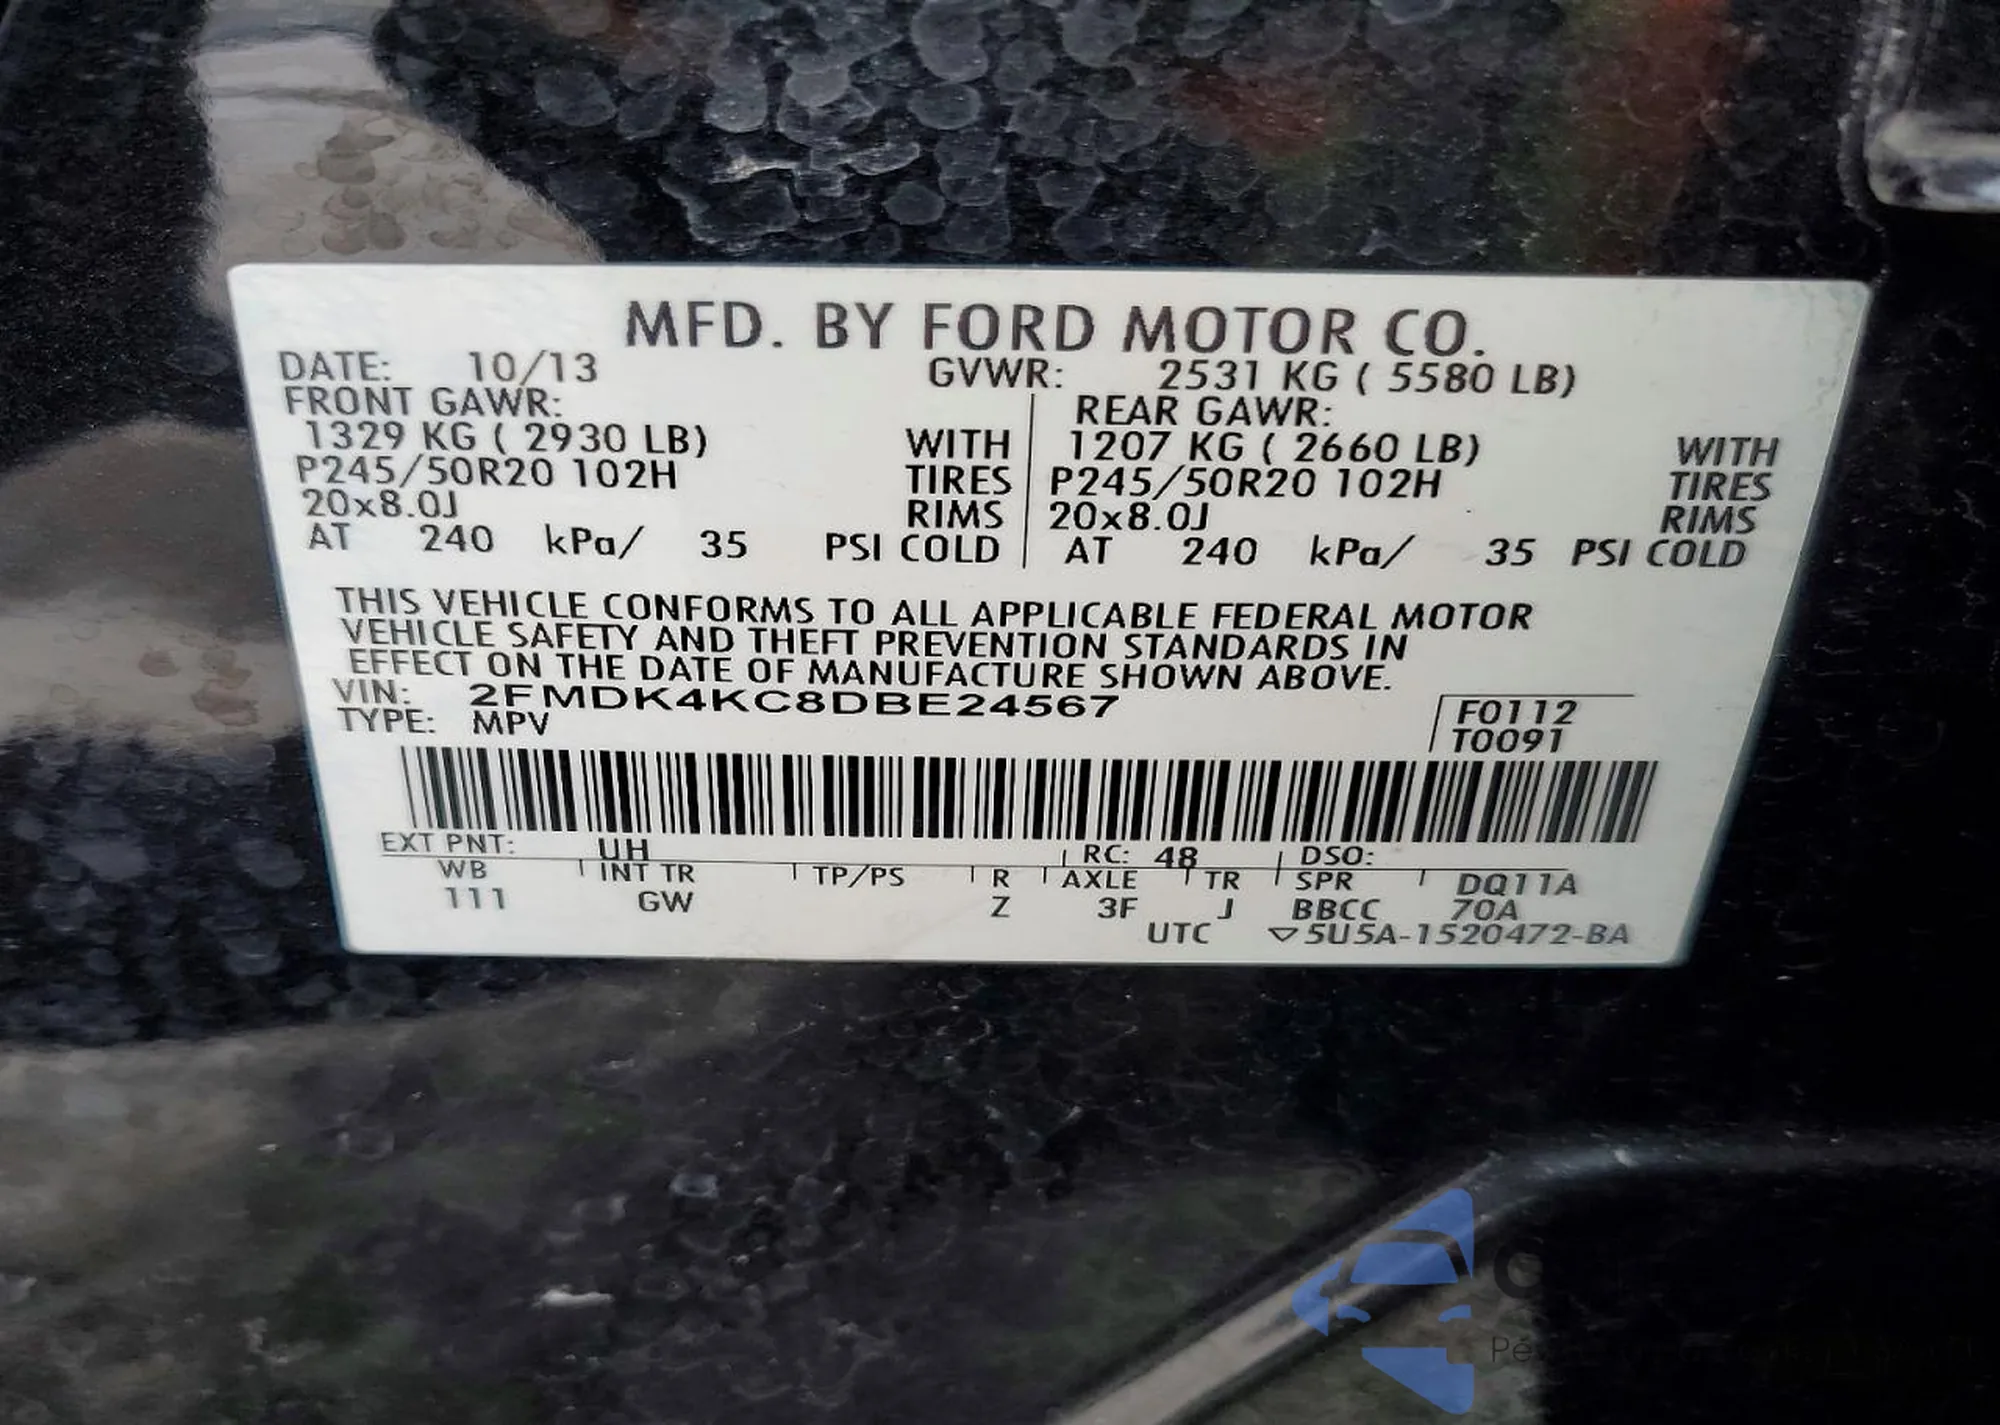 MFD. BY FORD MOTOR CO.
DATE: 10/13 GVWR: 2531 KG ( 5580 LB)
FRONT GAWR: REAR GAWR:
1329 KG ( 2930 LB) WITH 1207 KG ( 2660 LB) WITH
P245/50R20 102H TIRES P245/50R20 102H TIRES
20x8.0J RIMS 20x8.0J RIMS
AT 240 kPa/ 35 PSI COLD AT 240 kPa/ 35 PSI COLD
THIS VEHICLE CONFORMS TO ALL APPLICABLE FEDERAL MOTOR
VEHICLE SAFETY AND THEFT PREVENTION STANDARDS IN
EFFECT ON THE DATE OF MANUFACTURE SHOWN ABOVE.
VIN: 2FMDK4KC8DBE24567
TYPE: MPV
F0112
T0091
EXT PNT: UH RC: 48 DSO:
WB INT TR TP/PS R AXLE TR SPR DQ11A
111 GW Z 3F J BBCC 70A
UTC ▽5U5A-1520472-BA